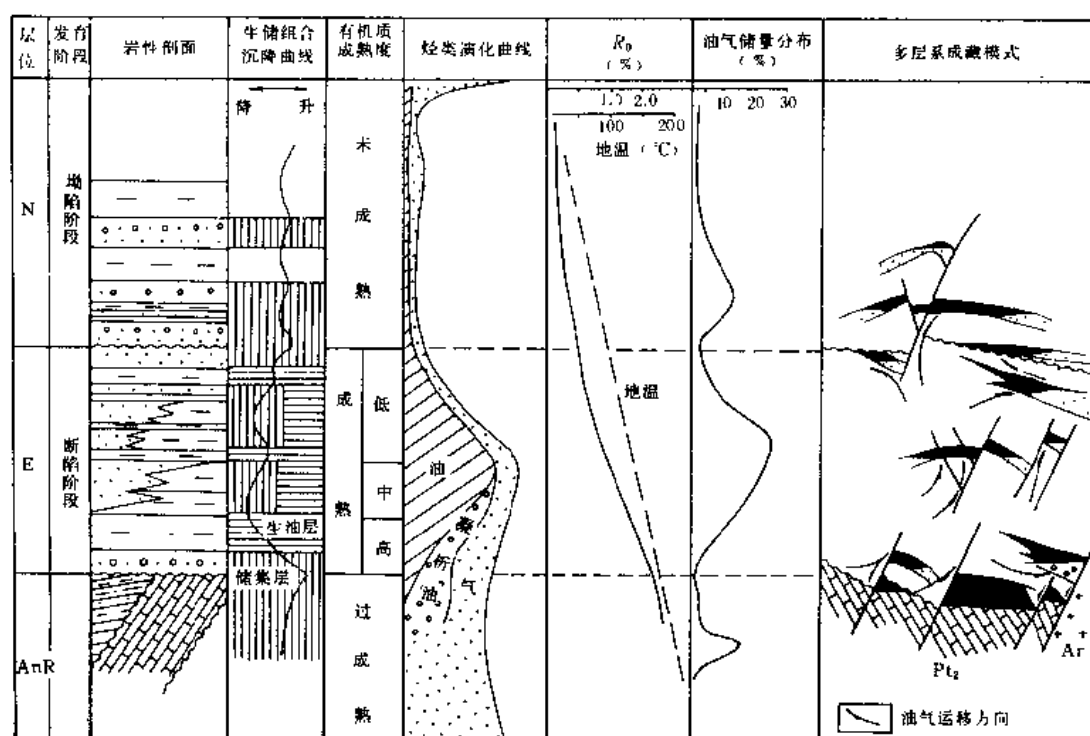 层位
发育阶段
岩性剖面
生储组合
沉降曲线
有机质
成熟度
烃类演化曲线
R₀
(%)
油气储量分布
(%)
多层系成藏模式
降 升
1.0 2.0
100 200
地温 (℃)
10 20 30
N
坳陷阶段
未成熟
E
断陷阶段
成熟
低
中
高
油
凝析油
气
地温
生油层
储集层
AnR
过成熟
Pt₂
Ar
油气运移方向